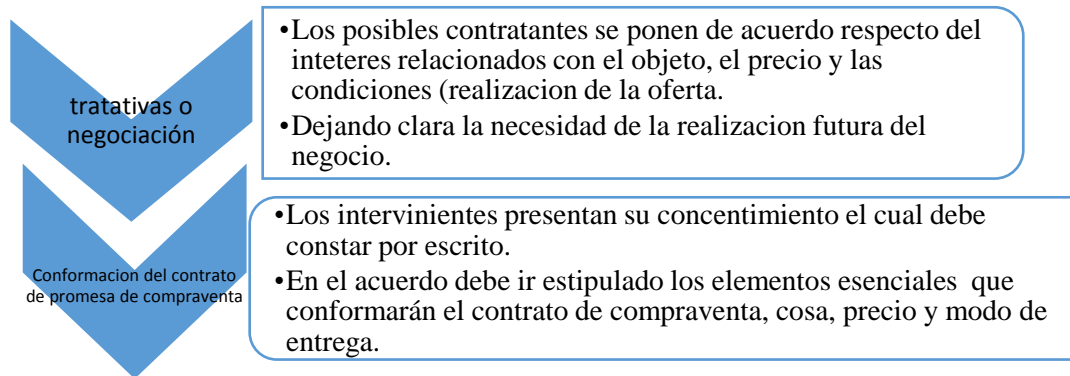 tratativas o
negociación
•Los posibles contratantes se ponen de acuerdo respecto del
inteteres relacionados con el objeto, el precio y las
condiciones (realizacion de la oferta.
•Dejando clara la necesidad de la realizacion futura del
negocio.
Conformacion del contrato
de promesa de compraventa
•Los intervinientes presentan su concentimiento el cual debe
constar por escrito.
•En el acuerdo debe ir estipulado los elementos esenciales que
conformarán el contrato de compraventa, cosa, precio y modo de
entrega.